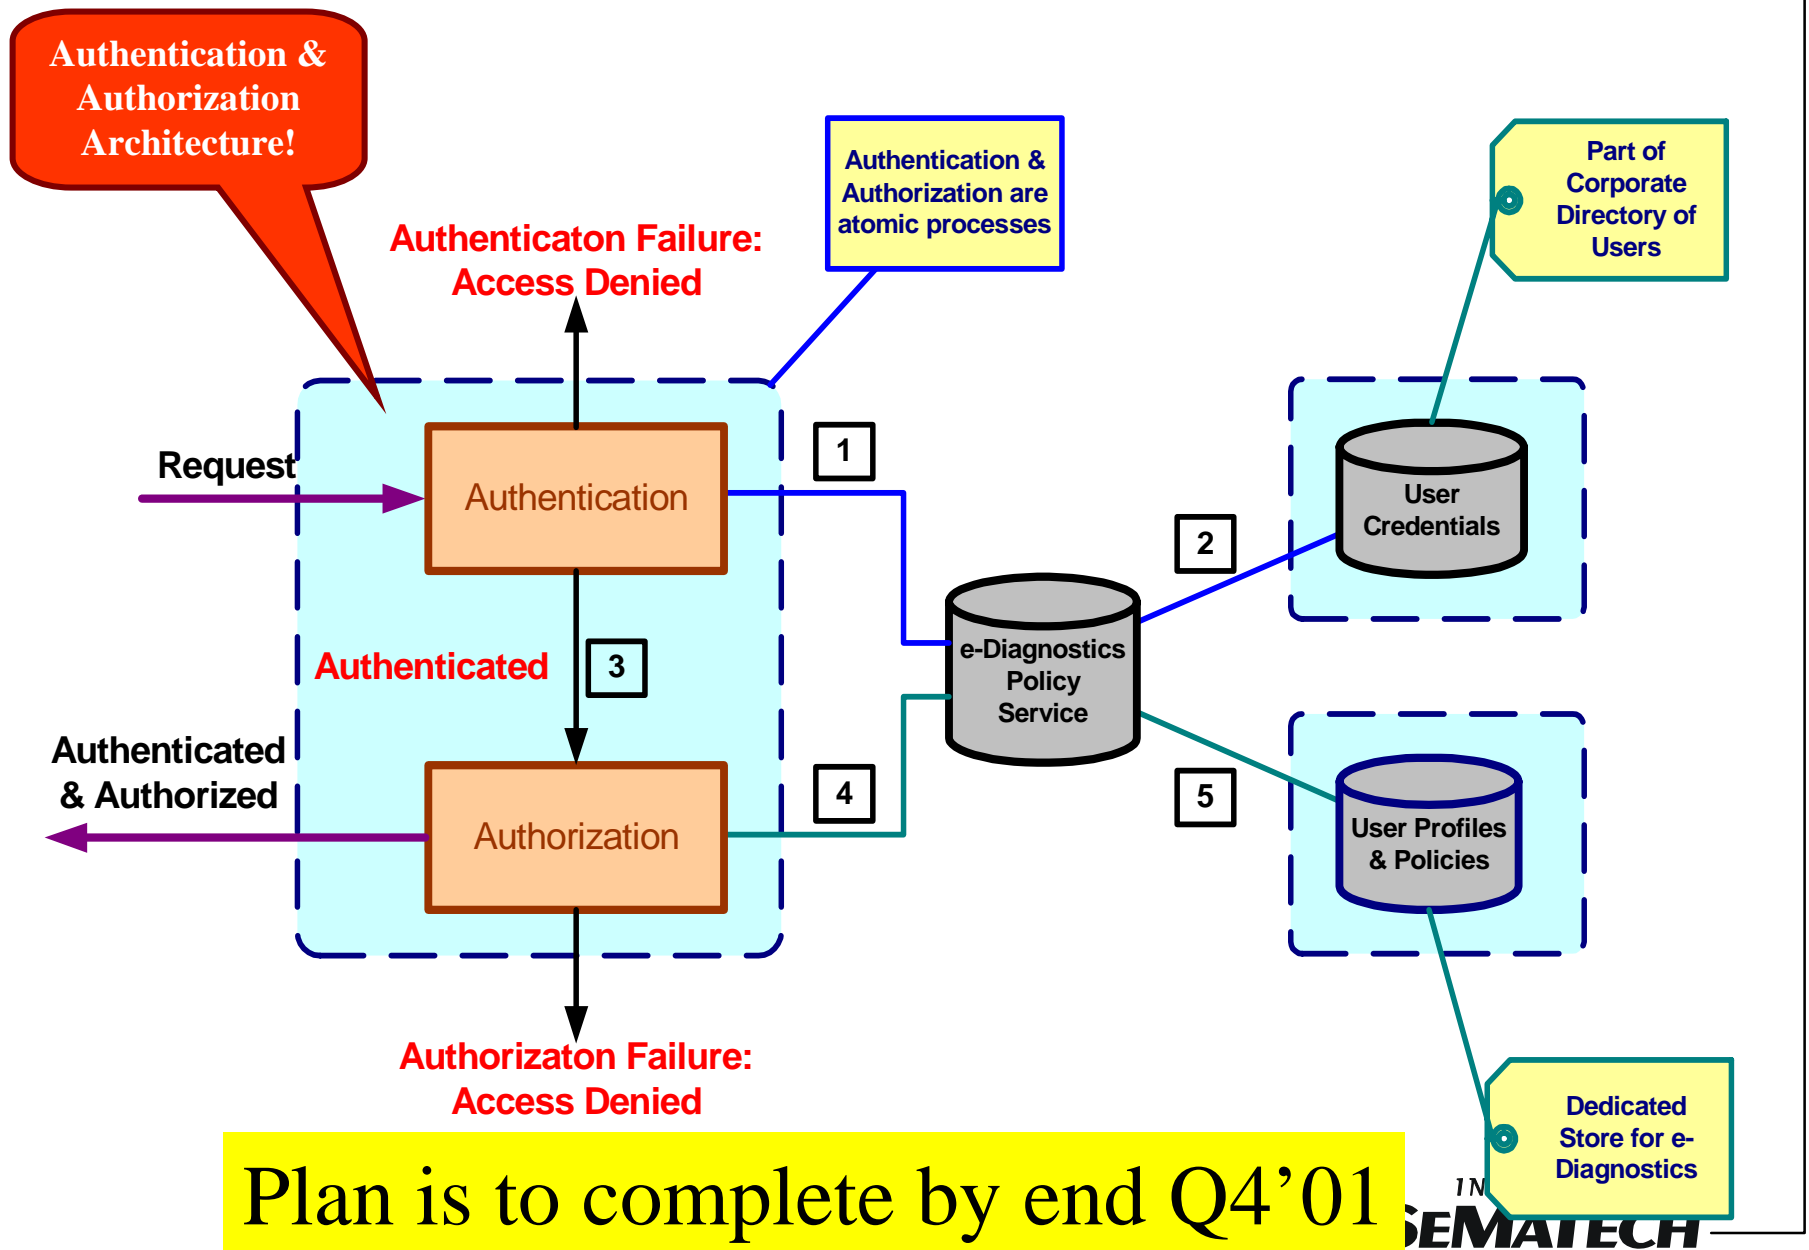 Authentication &
Authorization
Architecture!
Authentication &
Authorization are
atomic processes
Part of
Corporate
Directory of
Users
Authenticaton Failure:
Access Denied
Request
Authentication
1
User
Credentials
2
e-Diagnostics
Policy
Service
Authenticated
3
Authenticated
& Authorized
Authorization
4
5
User Profiles
& Policies
Authorizaton Failure:
Access Denied
Dedicated
Store for e-
Diagnostics
Plan is to complete by end Q4’01
SEMATECH